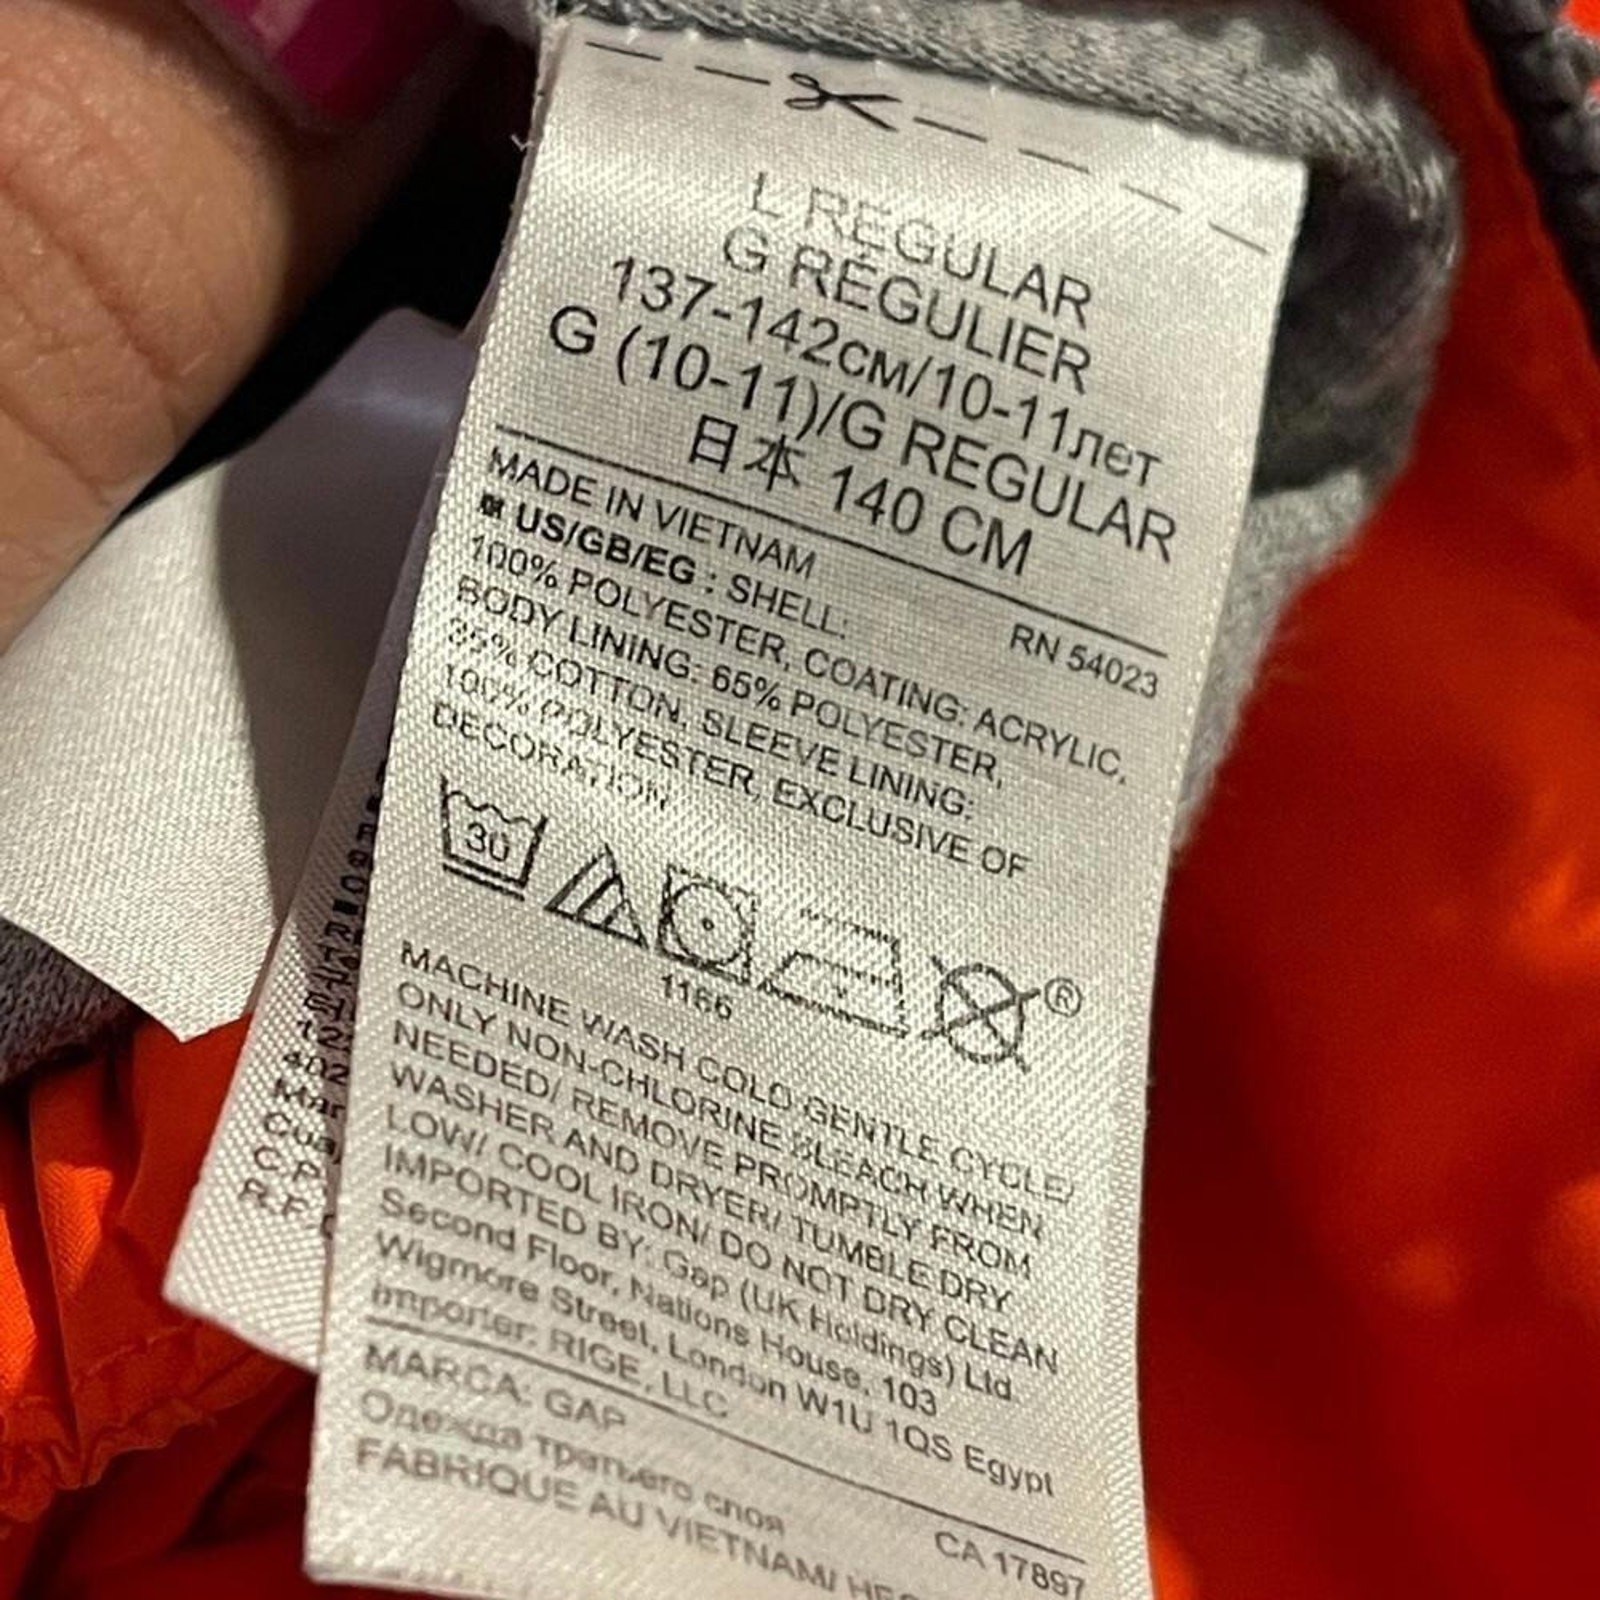 L REGULAR
G RÉGULIER
137-142см/10-11лет
G (10-11)/G REGULAR
日本 140 CM
MADE IN VIETNAM
RN 54023
US/GB/EG : SHELL:
100% POLYESTER, COATING: ACRYLIC,
BODY LINING: 65% POLYESTER,
35% COTTON, SLEEVE LINING:
100% POLYESTER, EXCLUSIVE OF
DECORATION
30
®
1166
MACHINE WASH COLD GENTLE CYCLE/
ONLY NON-CHLORINE BLEACH WHEN
NEEDED/ REMOVE PROMPTLY FROM
WASHER AND DRYER/ TUMBLE DRY
LOW/ COOL IRON/ DO NOT DRY CLEAN
IMPORTED BY: Gap (UK Holdings) Ltd
Second Floor, Nations House, 103
Wigmore Street, London W1U 1QS Egypt
importer: RIGE, LLC
MARCA: GAP
CA 17897
Одежда третьего слоя
FABRIQUÉ AU VIETNAM/